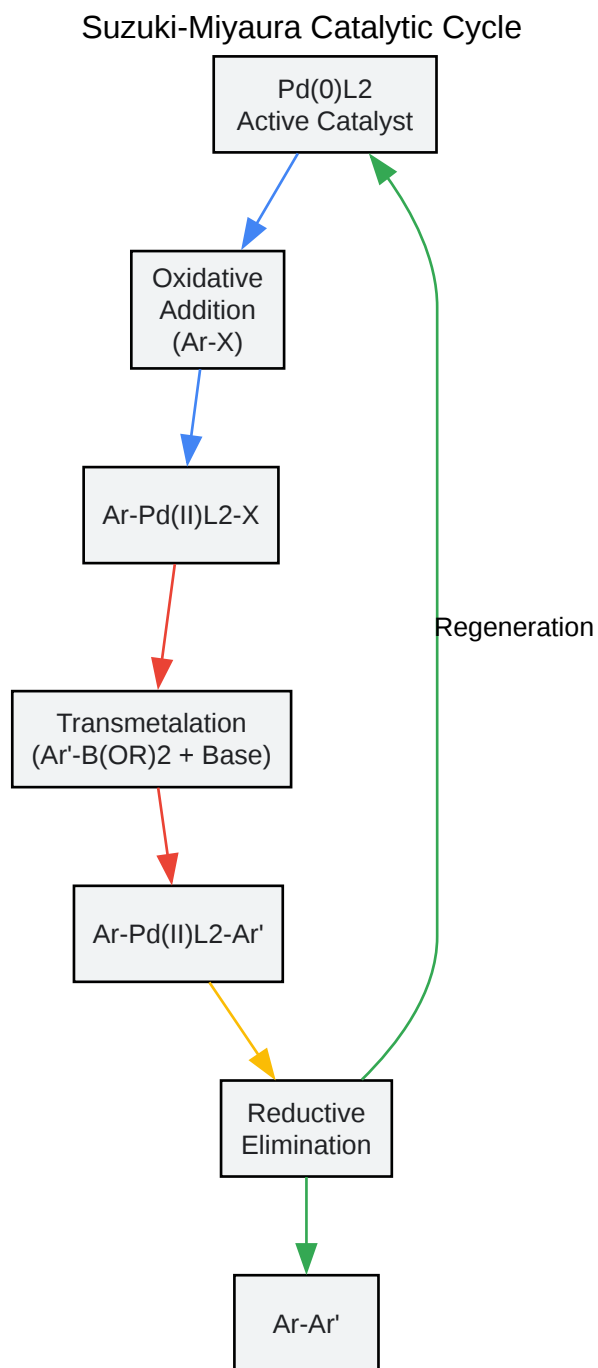 Suzuki-Miyaura Catalytic Cycle
Pd(0)L2
Active Catalyst
Oxidative
Addition
(Ar-X)
Ar-Pd(II)L2-X
Regeneration
Transmetalation
(Ar'-B(OR)2 + Base)
Ar-Pd(II)L2-Ar'
Reductive
Elimination
Ar-Ar'